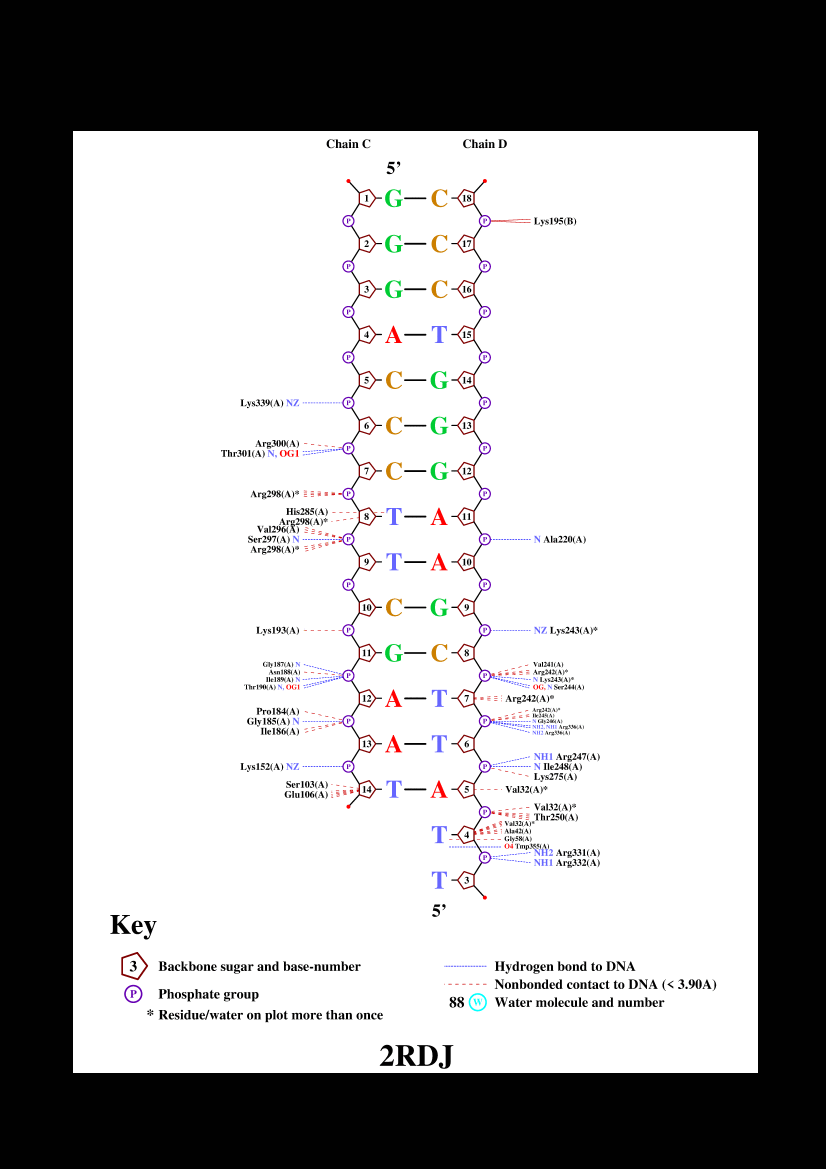 Chain C Chain D
5’
1 G C 18
P P Lys195(B)
2 G C 17
P P
3 G C 16
P P
4 A T 15
P P
5 C G 14
Lys339(A) NZ P P
6 C G 13
Arg300(A)
Thr301(A) N, OG1 P P
7 C G 12
Arg298(A)* P P
His285(A)
8 T A 11
Arg298(A)*
Val296(A)
Ser297(A) N P P N Ala220(A)
Arg298(A)*
9 T A 10
P P
10 C G 9
Lys193(A) P P NZ Lys243(A)*
11 G C 8
Gly187(A) N Val241(A)
Asn188(A) Arg242(A)*
P P
Ile189(A) N N Lys243(A)*
Thr190(A) N, OG1 OG, N Ser244(A)
12 A T 7 Arg242(A)*
Pro184(A) Arg242(A)*
Ile245(A)
Gly185(A) N P P N Gly246(A)
NH2, NH1 Arg336(A)
Ile186(A) NH2 Arg336(A)
13 A T 6
NH1 Arg247(A)
Lys152(A) NZ P P N Ile248(A)
Lys275(A)
Ser103(A)
14 T A 5 Val32(A)*
Glu106(A)
Val32(A)*
P Thr250(A)
Val32(A)*
Ala42(A)
T 4
Gly58(A)
O4 Tmp355(A)
NH2 Arg331(A)
P
NH1 Arg332(A)
T 3
5’
Key
3 Backbone sugar and base-number
P Phosphate group
* Residue/water on plot more than once
Hydrogen bond to DNA
Nonbonded contact to DNA (< 3.90A)
88 W Water molecule and number
2RDJ